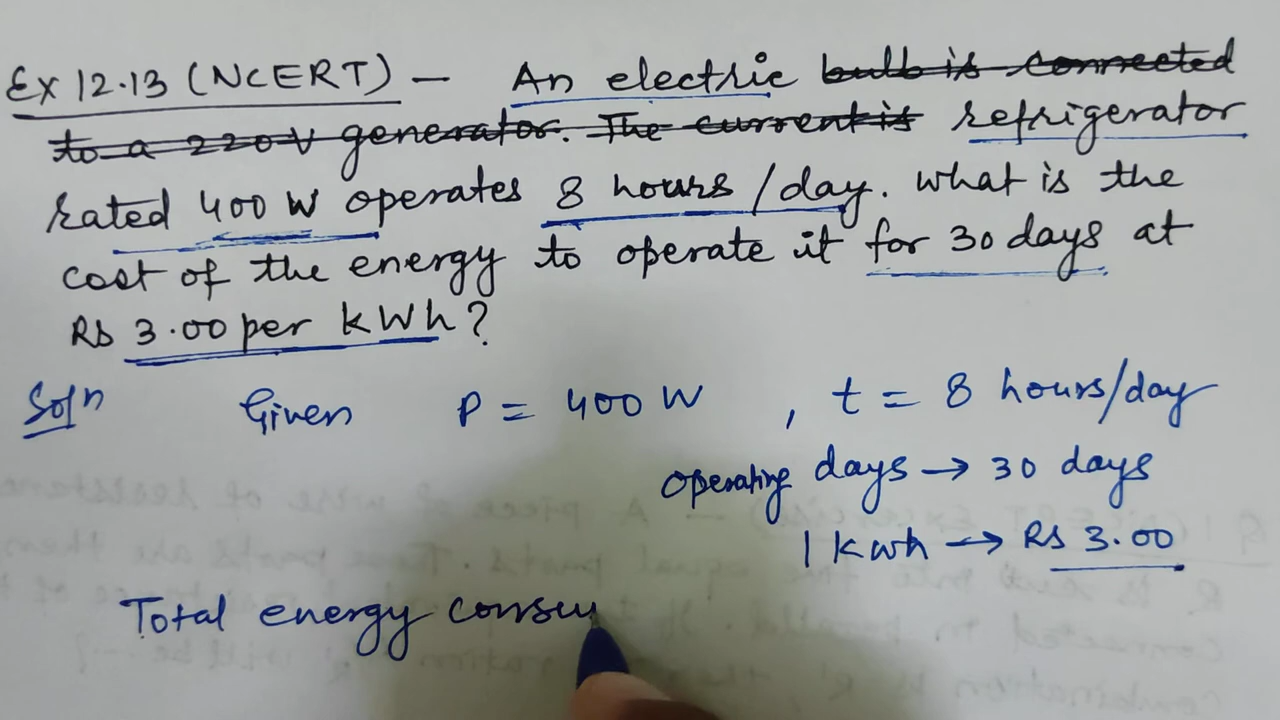 Ex 12.13 (NCERT) – An electric bulb is connected
to a 220 V generator. The current is refrigerator
rated 400 W operates 8 hours/day. What is the
cost of the energy to operate it for 30 days at
Rs 3.00 per kWh?
Soln Given P = 400 W , t = 8 hours/day
operating days → 30 days
1 kWh → Rs 3.00
Total energy consu